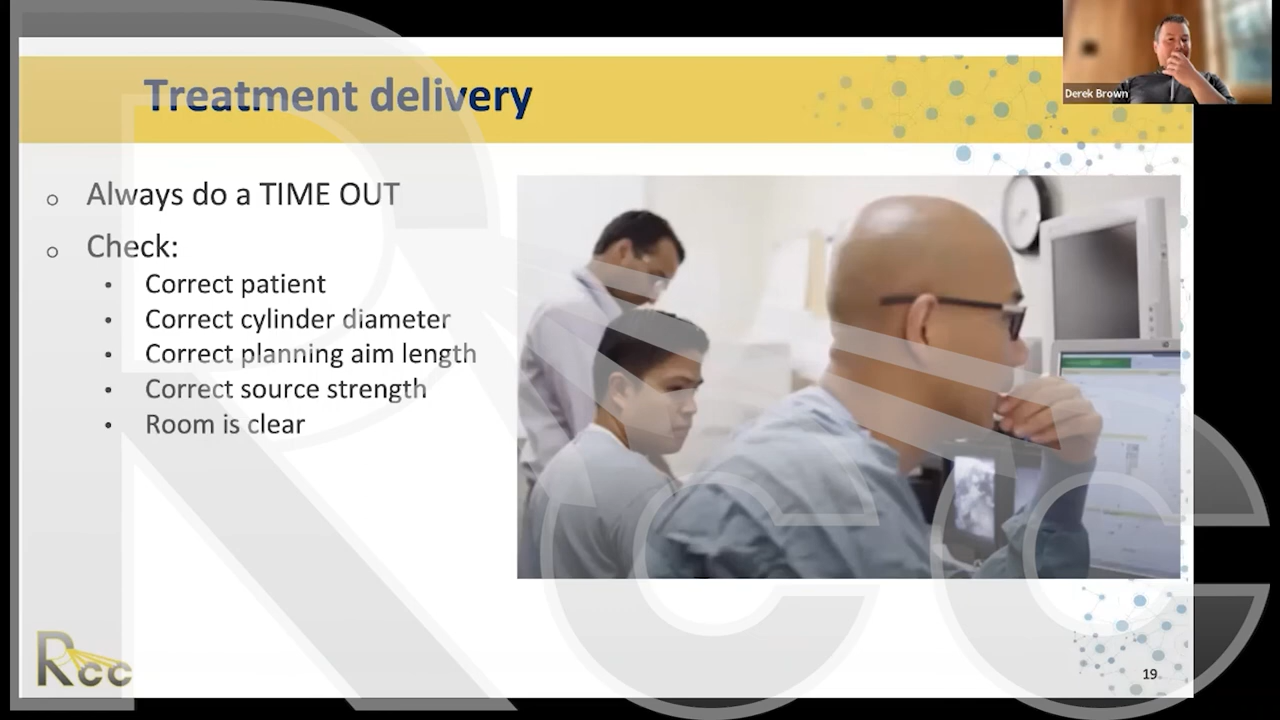 Treatment delivery
Derek Brown
Always do a TIME OUT
Check:
Correct patient
Correct cylinder diameter
Correct planning aim length
Correct source strength
Room is clear
Rcc
Rcc
19